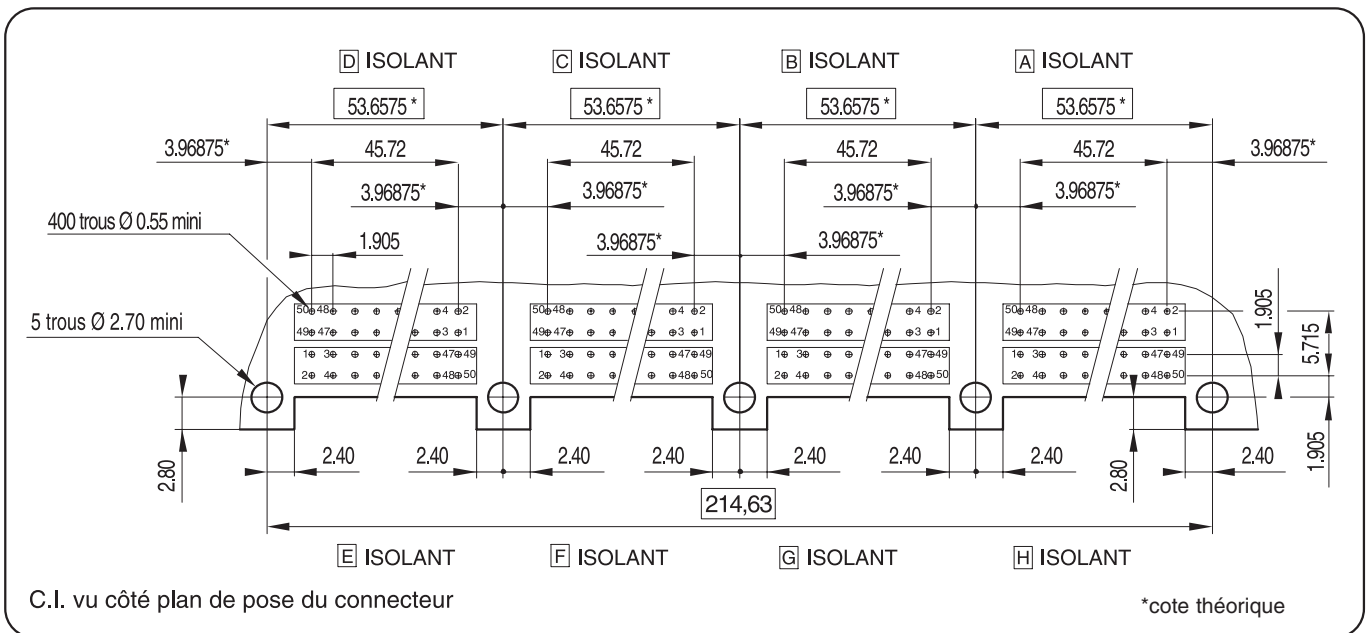 D ISOLANT C ISOLANT B ISOLANT A ISOLANT
53.6575 * 53.6575 * 53.6575 * 53.6575 *
3.96875* 45.72 45.72 45.72 45.72 3.96875*
3.96875* 3.96875* 3.96875* 3.96875*
400 trous Ø 0.55 mini
1.905 3.96875* 3.96875*
50 48 4 2 50 48 4 2 50 48 4 2 50 48 4 2
5 trous Ø 2.70 mini
49 47 3 1 49 47 3 1 49 47 3 1 49 47 3 1
1 3 47 49 1 3 47 49 1 3 47 49 1 3 47 49
2 4 48 50 2 4 48 50 2 4 48 50 2 4 48 50
1.905
5.715
1.905
2.80 2.40 2.40 2.40 2.40 2.40 2.40 2.80 2.40
214,63
E ISOLANT F ISOLANT G ISOLANT H ISOLANT
C.I. vu côté plan de pose du connecteur
*cote théorique